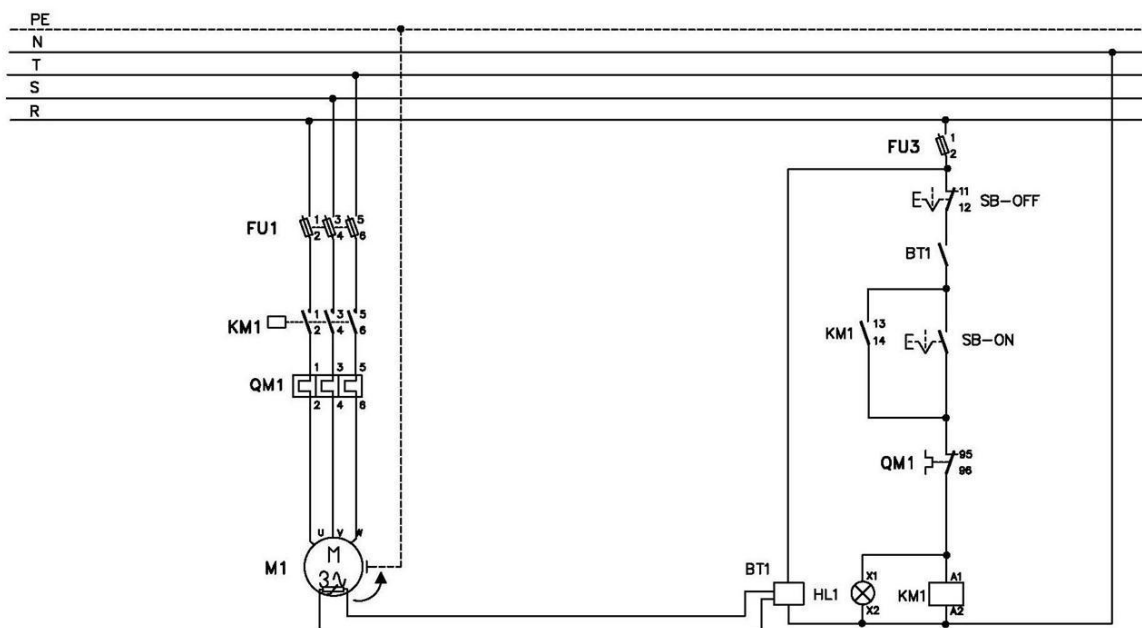 PE
N
T
S
R
FU3 1
2
11
E SB-OFF
12
FU1 1 3 5
2 4 6
BT1
KM1 1 3 5
2 4 6
KM1 13
14
E SB-ON
QM1 1 3 5
2 4 6
QM1 95
96
U V W
M1 M
3~
BT1
HL1 X1
X2
KM1 A1
A2